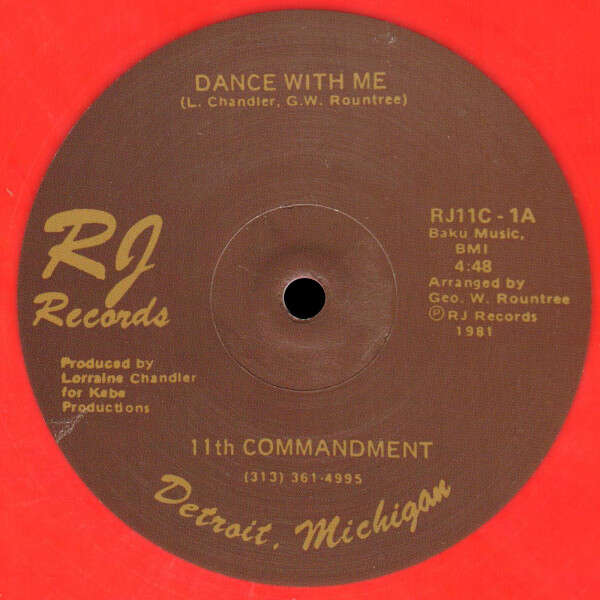 DANCE WITH ME
(L. Chandler, G.W. Rountree)
RJ
Records
RJ11C - 1A
Baku Music,
BMI
4:48
Arranged by
Geo. W. Rountree
Ⓟ RJ Records
1981
Produced by
Lorraine Chandler
for Kebe
Productions
11th COMMANDMENT
(313) 361-4995
Detroit, Michigan